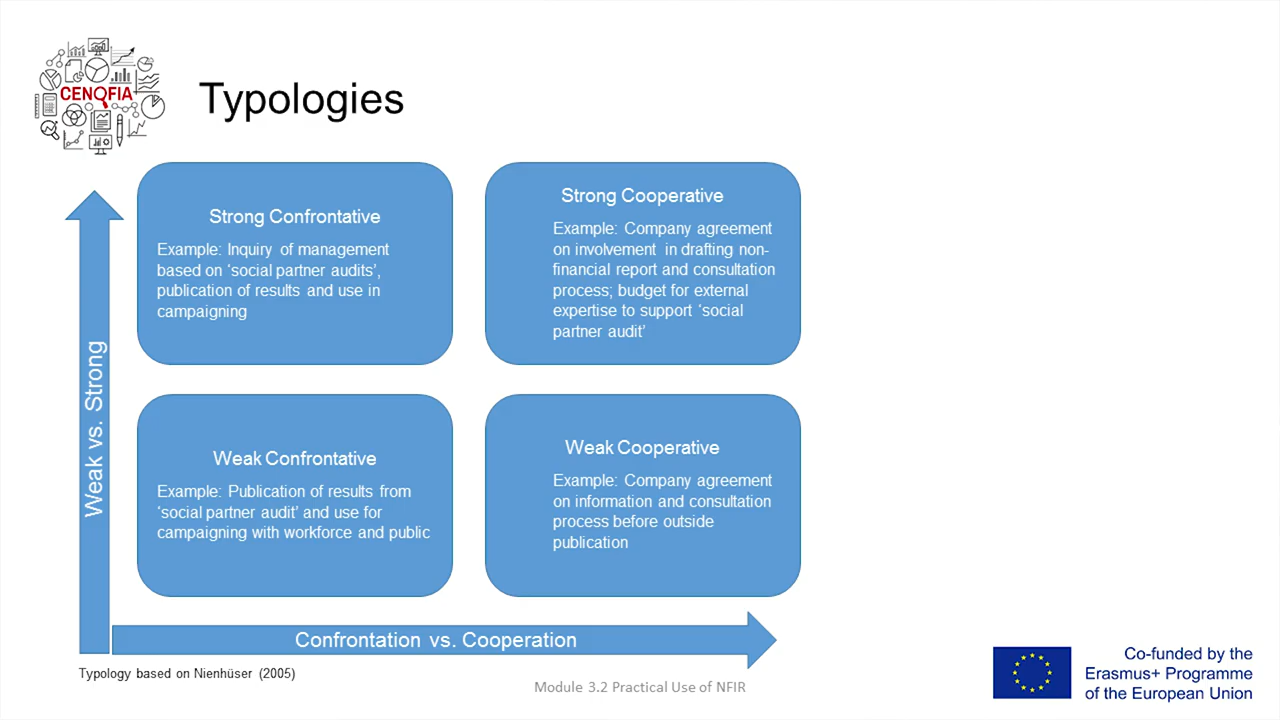 CENOFIA
Typologies
Strong Confrontative
Example: Inquiry of management
based on ‘social partner audits’,
publication of results and use in
campaigning
Strong Cooperative
Example: Company agreement
on involvement in drafting non-
financial report and consultation
process; budget for external
expertise to support ‘social
partner audit’
Weak vs. Strong
Weak Confrontative
Example: Publication of results from
‘social partner audit’ and use for
campaigning with workforce and public
Weak Cooperative
Example: Company agreement
on information and consultation
process before outside
publication
Confrontation vs. Cooperation
Typology based on Nienhüser (2005)
Module 3.2 Practical Use of NFIR
Co-funded by the
Erasmus+ Programme
of the European Union